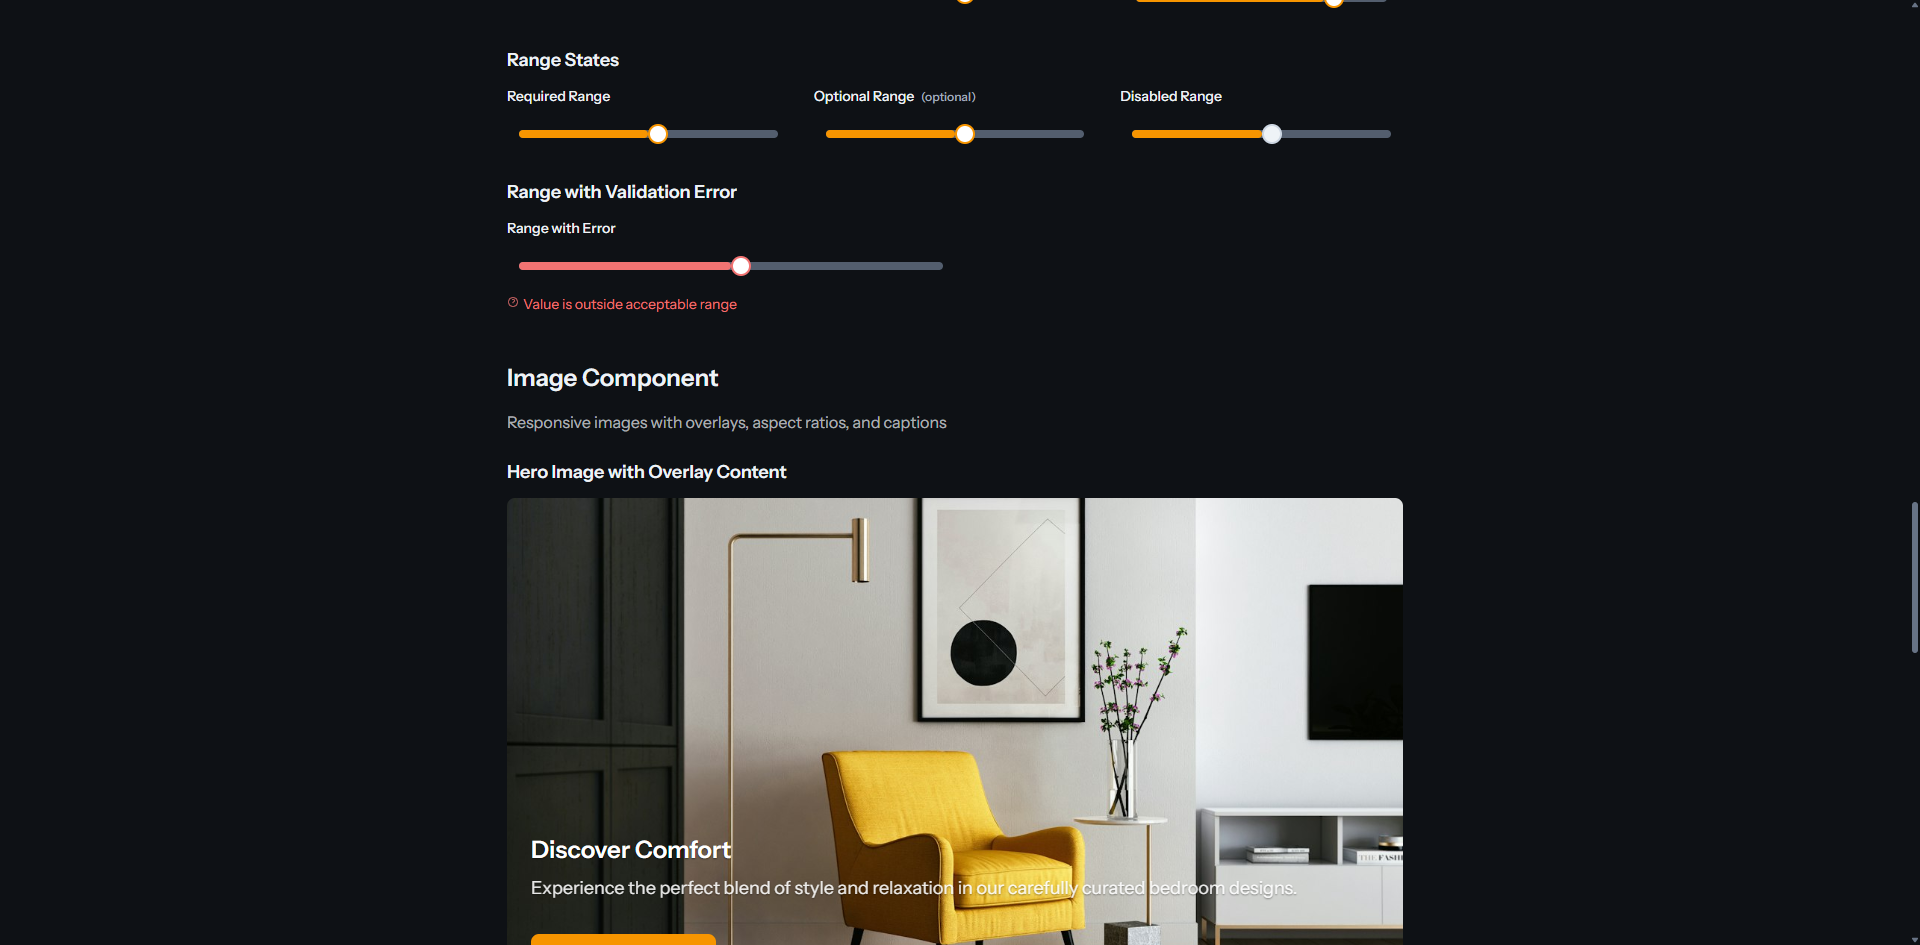 Range States
Required Range
Optional Range (optional)
Disabled Range
Range with Validation Error
Range with Error
Value is outside acceptable range
Image Component
Responsive images with overlays, aspect ratios, and captions
Hero Image with Overlay Content
THE FASHI
Discover Comfort
Experience the perfect blend of style and relaxation in our carefully curated bedroom designs.